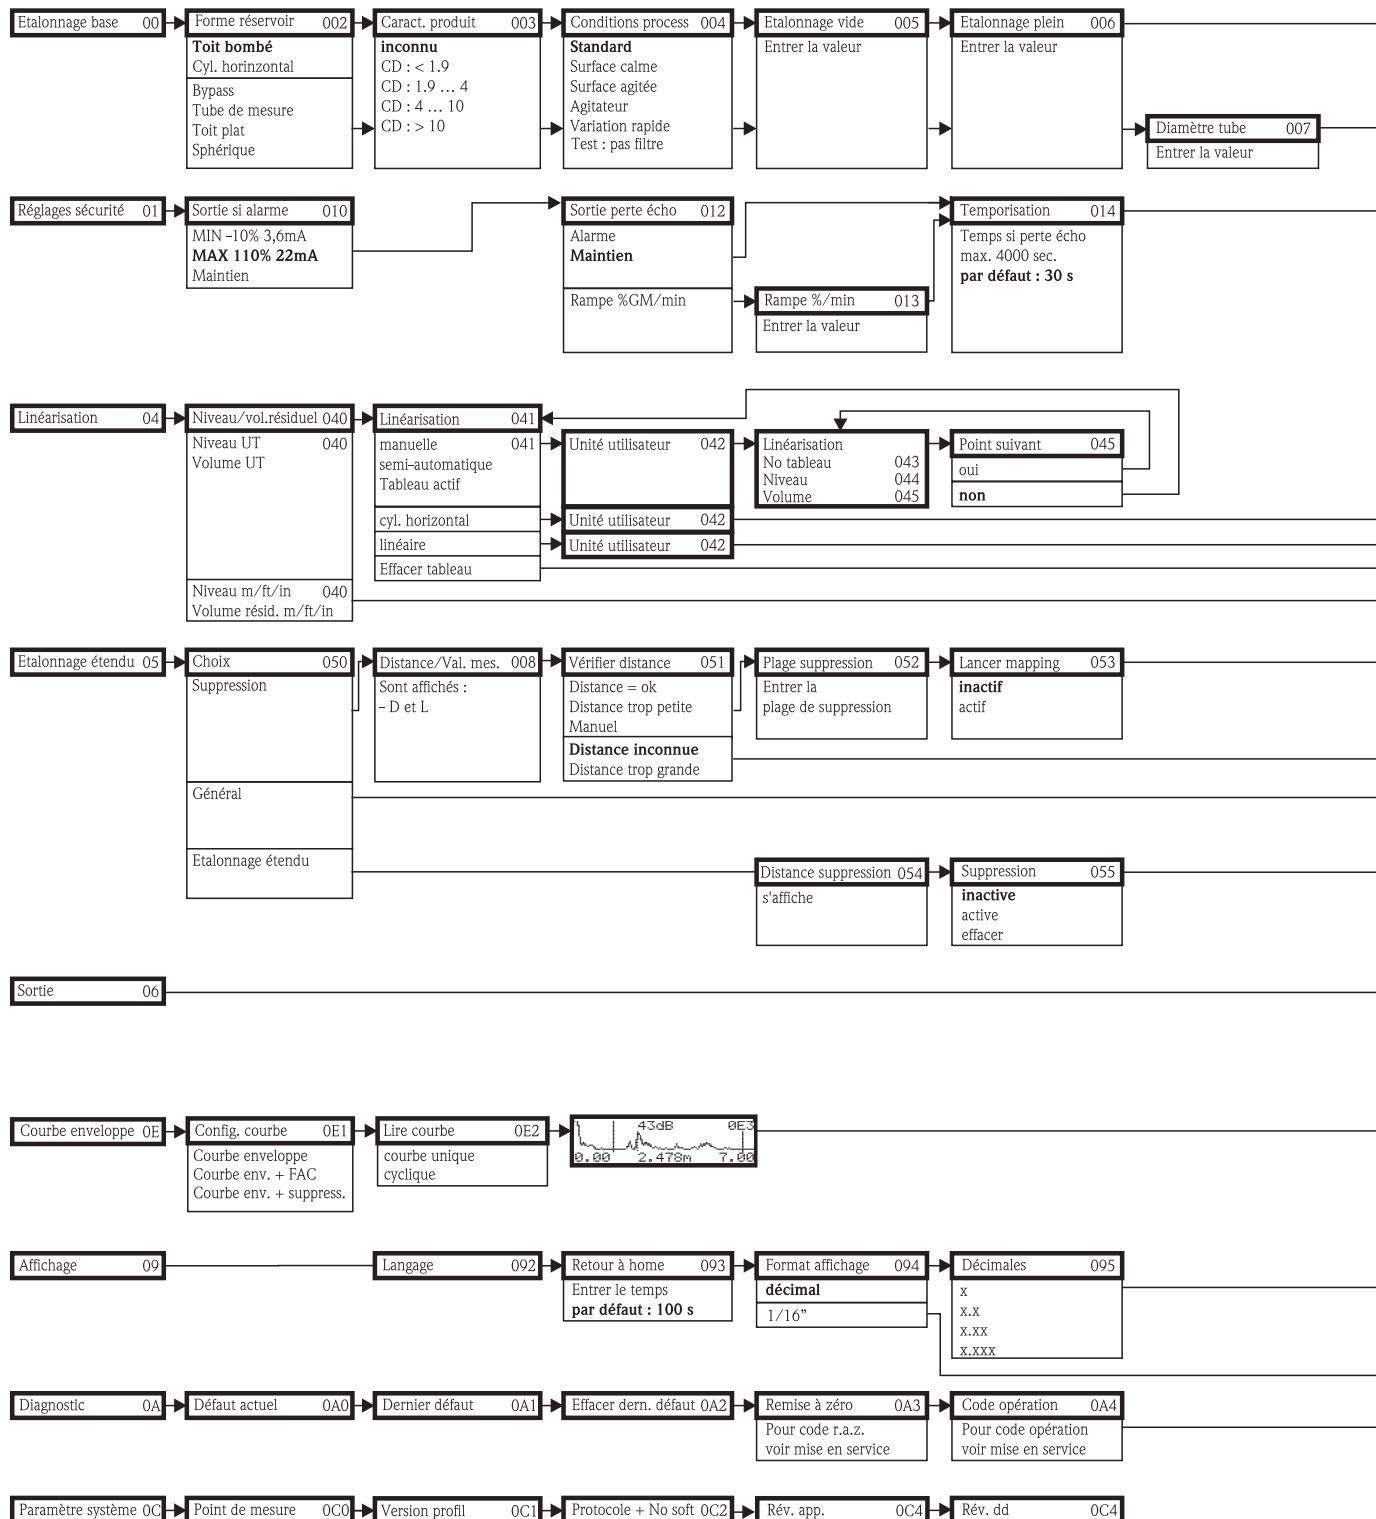 Etalonnage base 00
Forme réservoir 002
Toit bombé
Cyl. horinzontal
Bypass
Tube de mesure
Toit plat
Sphérique
Caract. produit 003
inconnu
CD : < 1.9
CD : 1.9 ... 4
CD : 4 ... 10
CD : > 10
Conditions process 004
Standard
Surface calme
Surface agitée
Agitateur
Variation rapide
Test : pas filtre
Etalonnage vide 005
Entrer la valeur
Etalonnage plein 006
Entrer la valeur
Diamètre tube 007
Entrer la valeur
Réglages sécurité 01
Sortie si alarme 010
MIN -10% 3,6mA
MAX 110% 22mA
Maintien
Sortie perte écho 012
Alarme
Maintien
Rampe %GM/min
Rampe %/min 013
Entrer la valeur
Temporisation 014
Temps si perte écho
max. 4000 sec.
par défaut : 30 s
Linéarisation 04
Niveau/vol.résiduel 040
Niveau UT 040
Volume UT
Niveau m/ft/in 040
Volume résid. m/ft/in
Linéarisation 041
manuelle 041
semi-automatique
Tableau actif
cyl. horizontal
linéaire
Effacer tableau
Unité utilisateur 042
Unité utilisateur 042
Unité utilisateur 042
Linéarisation
No tableau 043
Niveau 044
Volume 045
Point suivant 045
oui
non
Etalonnage étendu 05
Choix 050
Suppression
Général
Etalonnage étendu
Distance/Val. mes. 008
Sont affichés :
- D et L
Vérifier distance 051
Distance = ok
Distance trop petite
Manuel
Distance inconnue
Distance trop grande
Plage suppression 052
Entrer la
plage de suppression
Lancer mapping 053
inactif
actif
Distance suppression 054
s'affiche
Suppression 055
inactive
active
effacer
Sortie 06
Courbe enveloppe 0E
Config. courbe 0E1
Courbe enveloppe
Courbe env. + FAC
Courbe env. + suppress.
Lire courbe 0E2
courbe unique
cyclique
43dB 0E3
0.00 2.478m 7.00
Affichage 09
Langage 092
Retour à home 093
Entrer le temps
par défaut : 100 s
Format affichage 094
décimal
1/16”
Décimales 095
x
x.x
x.xx
x.xxx
Diagnostic 0A
Défaut actuel 0A0
Dernier défaut 0A1
Effacer dern. défaut 0A2
Remise à zéro 0A3
Pour code r.a.z.
voir mise en service
Code opération 0A4
Pour code opération
voir mise en service
Paramètre système 0C
Point de mesure 0C0
Version profil 0C1
Protocole + No soft 0C2
Rév. app. 0C4
Rév. dd 0C4